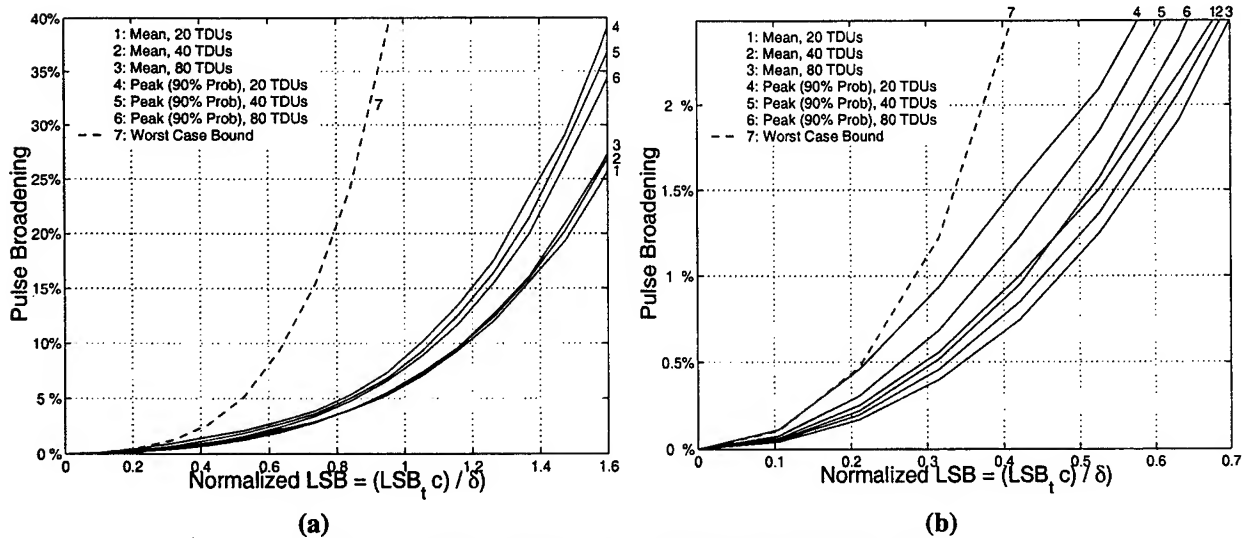 40%
35%
30%
25%
20%
15%
10%
5 %
0 %
Pulse Broadening
1: Mean, 20 TDUs
2: Mean, 40 TDUs
3: Mean, 80 TDUs
4: Peak (90% Prob), 20 TDUs
5: Peak (90% Prob), 40 TDUs
6: Peak (90% Prob), 80 TDUs
7: Worst Case Bound
7
4
5
6
3
2
1
0 0.2 0.4 0.6 0.8 1 1.2 1.4 1.6
Normalized LSB = (LSB_t c) / δ)
(a)
7 4 5 6 12 3
2 %
1.5%
1 %
0.5%
0 %
Pulse Broadening
1: Mean, 20 TDUs
2: Mean, 40 TDUs
3: Mean, 80 TDUs
4: Peak (90% Prob), 20 TDUs
5: Peak (90% Prob), 40 TDUs
6: Peak (90% Prob), 80 TDUs
7: Worst Case Bound
0 0.1 0.2 0.3 0.4 0.5 0.6 0.7
Normalized LSB = (LSB_t c) / δ)
(b)